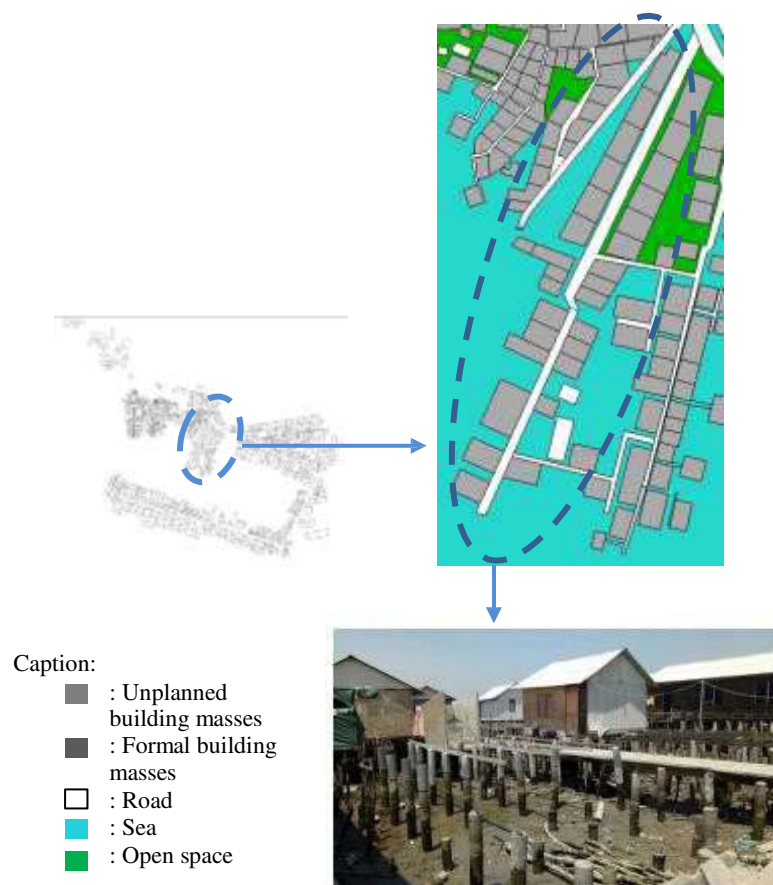 Caption:
: Unplanned
building masses
: Formal building
masses
: Road
: Sea
: Open space